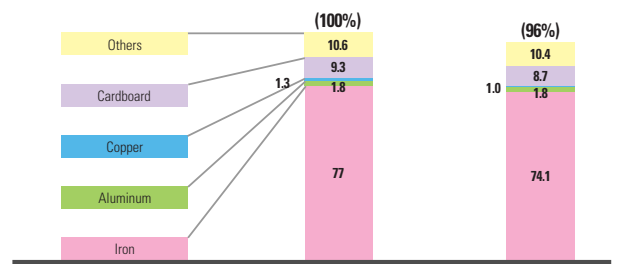 (100%)
(96%)
Others
10.6
10.4
9.3
8.7
Cardboard
1.3
1.8
1.0
1.8
Copper
77
74.1
Aluminum
Iron